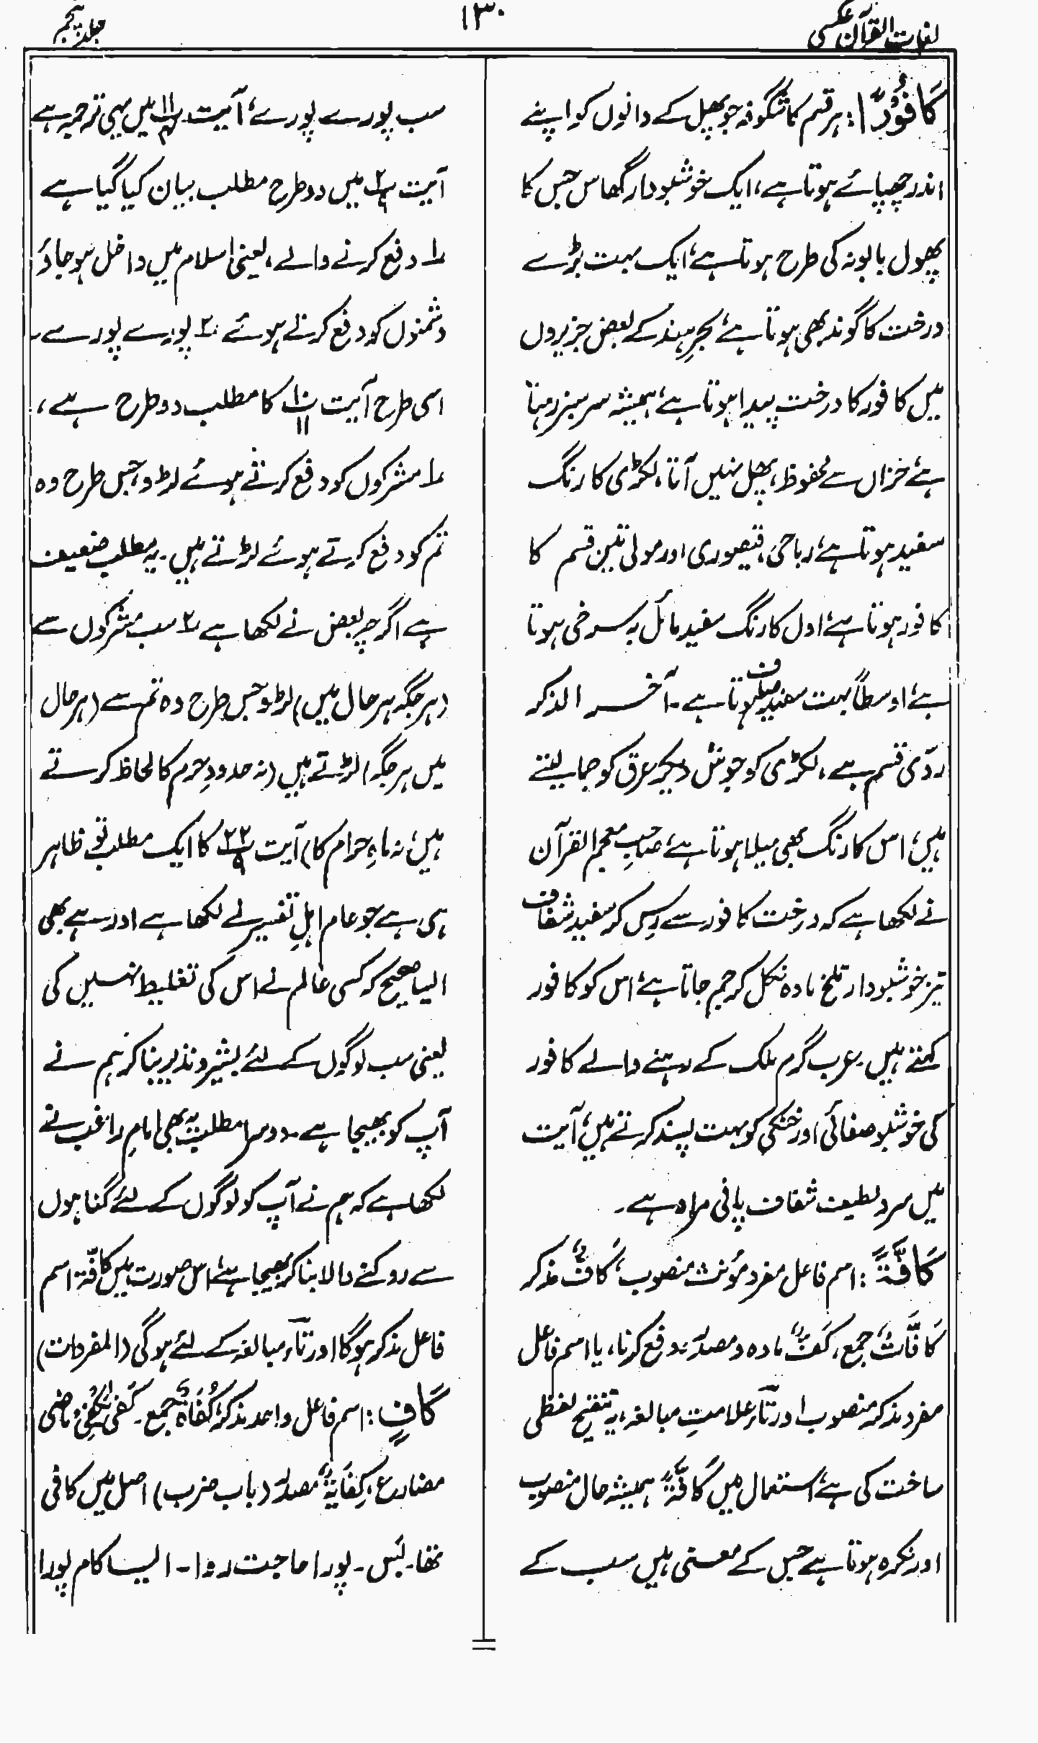 لغات القرآن عکسی
۱۳۰
جلد پنجم
كَافُوْرًا: ہر قسم کا شگوفہ جو پھل کے دانوں کو اپنے
اندر چھپائے ہوتا ہے، ایک خوشبودار گھاس جس کا
پھول بابونہ کی طرح ہوتا ہے، ایک بہت بڑے
درخت کا گوند بھی ہوتا ہے، بحرِ ہند کے بعض جزیروں
میں کافور کا درخت پیدا ہوتا ہے، ہمیشہ سرسبز رہتا
ہے خزاں سے محفوظ، پھل نہیں آتا، لکڑی کا رنگ
سفید ہوتا ہے، رباحی، قیصوری اور مولی تین قسم کا
کافور ہوتا ہے، اول کا رنگ سفید مائل بہ سرخی ہوتا
ہے، اوسطاً بہت سفید ہوتا ہے۔ آخر الذکر
ردّی قسم ہے، لکڑی کو جوش دیکر عرق کو جما لیتے
ہیں، اس کا رنگ بھی میلا ہوتا ہے، صاحبِ معجم القرآن
نے لکھا ہے کہ درخت کافور سے رِس کر سفید شفاف
تیز خوشبودار تلخ مادہ نکل کر جم جاتا ہے، اس کو کافور
کہتے ہیں۔ عرب گرم ملک کے رہنے والے کافور
کی خوشبو صفائی اور خنکی کو بہت پسند کرتے ہیں، آیت
میں سرد لطیف شفاف پانی مراد ہے۔
كَافَّةً: اسم فاعل مفرد مؤنث منصوب، کافٌّ مذکر
کَافَّاتٌ جمع، کَفٌّ مادہ و مصدر، دفع کرنا، یا اسم فاعل
مفرد مذکر منصوب اور تاء علامتِ مبالغہ، یہ تنقیح لفظی
ساخت کی ہے، استعمال میں کَافَّةً ہمیشہ حال منصوب
اور نکرہ ہوتا ہے جس کے معنی ہیں سب کے
سب پورے پورے، آیت میں یہی ترجمہ ہے
آیت میں دو طرح مطلب بیان کیا گیا ہے
۱ دفع کرنے والے، یعنی اسلام میں داخل ہوجاؤ
دشمنوں کو دفع کرتے ہوئے ۲ پورے پورے۔
اسی طرح آیت کا مطلب دو طرح ہے،
۱ مشرکوں کو دفع کرتے ہوئے لڑو، جس طرح وہ
تم کو دفع کرتے ہوئے لڑتے ہیں۔ یہ مطلب ضعیف
ہے اگرچہ بعض نے لکھا ہے ۲ سب مشرکوں سے
(ہر جگہ ہر حال میں) لڑو جس طرح وہ تم سے (ہر حال
میں ہر جگہ) لڑتے ہیں (نہ حدودِ حرم کا لحاظ کرتے
ہیں، نہ ماہِ حرام کا) آیت ۲۲/۹ کا ایک مطلب تو ظاہر
ہی ہے جو عام اہلِ تفسیر نے لکھا ہے اور ہے بھی
ایسا صحیح کہ کسی عالم نے اس کی تغلیط نہیں کی
یعنی سب لوگوں کے لئے بشیر و نذیر بنا کر ہم نے
آپ کو بھیجا ہے۔ دوسرا مطلب یہ بھی امام راغب نے
لکھا ہے کہ ہم نے آپ کو لوگوں کے لئے گناہوں
سے روکنے والا بنا کر بھیجا ہے، اس صورت میں کافّۃ اسم
فاعل مذکر ہوگا اور تاء مبالغہ کے لئے ہوگی (المفردات)
كَافٍ: اسم فاعل واحد مذکر، کُفَاۃٌ جمع۔ کَفٰی یَکْفِیْ، ماضی
مضارع، کِفَایَۃٌ مصدر (باب ضرب) اصل میں کافی
تھا۔ بس۔ پورا حاجت روا۔ ایسا کام پورا